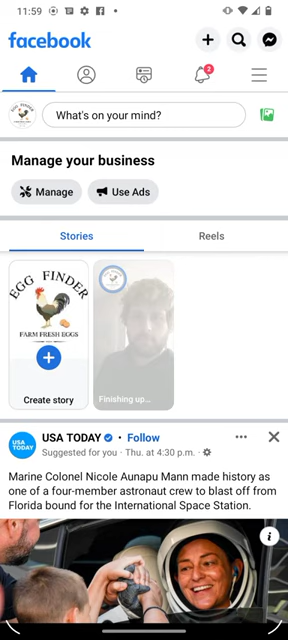 11:59
facebook
2
What's on your mind?
Manage your business
Manage
Use Ads
Stories
Reels
EGG FINDER
FARM FRESH EGGS
Create story
Finishing up...
USA TODAY
USA TODAY • Follow
Suggested for you · Thu. at 4:30 p.m. ·
Marine Colonel Nicole Aunapu Mann made history as
one of a four-member astronaut crew to blast off from
Florida bound for the International Space Station.